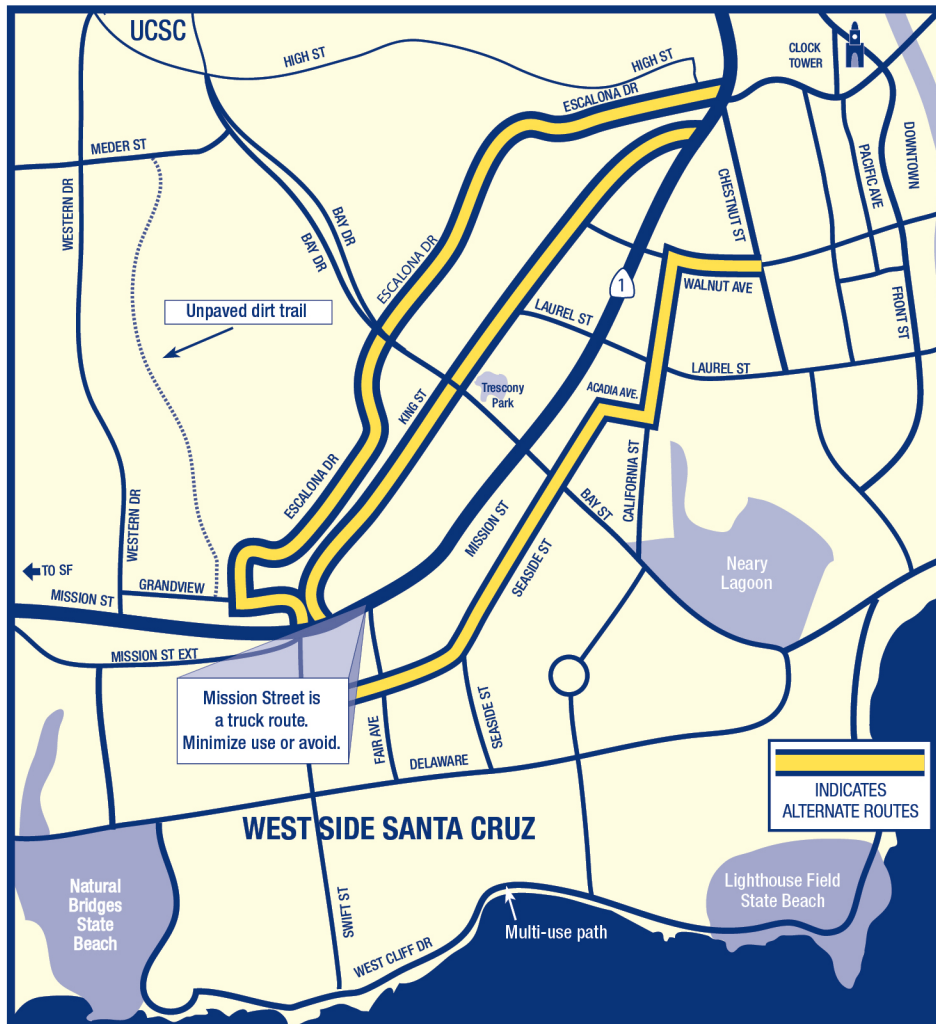 UCSC
HIGH ST
HIGH ST
CLOCK
TOWER
ESCALONA DR
MEDER ST
DOWNTOWN
PACIFIC AVE
CHESTNUT ST
WESTERN DR
BAY DR
BAY DR
ESCALONA DR
1
WALNUT AVE
Unpaved dirt trail
LAUREL ST
FRONT ST
LAUREL ST
Trescony
Park
ACADIA AVE.
KING ST
ESCALONA DR
CALIFORNIA ST
WESTERN DR
MISSION ST
BAY ST
SEASIDE ST
Neary
Lagoon
TO SF
GRANDVIEW
MISSION ST
MISSION ST EXT
Mission Street is
a truck route.
Minimize use or avoid.
FAIR AVE
SEASIDE ST
DELAWARE
INDICATES
ALTERNATE ROUTES
WEST SIDE SANTA CRUZ
Natural
Bridges
State
Beach
SWIFT ST
Lighthouse Field
State Beach
Multi-use path
WEST CLIFF DR